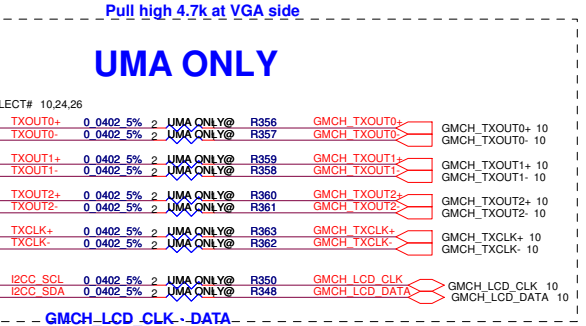 Pull high 4.7k at VGA side
UMA ONLY
LECT# 10,24,26
TXOUT0+ 0_0402_5% 2 UMA ONLY@ R356 GMCH_TXOUT0+ GMCH_TXOUT0+ 10
TXOUT0- 0_0402_5% 2 UMA ONLY@ R357 GMCH_TXOUT0- GMCH_TXOUT0- 10
TXOUT1+ 0_0402_5% 2 UMA ONLY@ R359 GMCH_TXOUT1+ GMCH_TXOUT1+ 10
TXOUT1- 0_0402_5% 2 UMA ONLY@ R358 GMCH_TXOUT1- GMCH_TXOUT1- 10
TXOUT2+ 0_0402_5% 2 UMA ONLY@ R360 GMCH_TXOUT2+ GMCH_TXOUT2+ 10
TXOUT2- 0_0402_5% 2 UMA ONLY@ R361 GMCH_TXOUT2- GMCH_TXOUT2- 10
TXCLK+ 0_0402_5% 2 UMA ONLY@ R363 GMCH_TXCLK+ GMCH_TXCLK+ 10
TXCLK- 0_0402_5% 2 UMA ONLY@ R362 GMCH_TXCLK- GMCH_TXCLK- 10
I2CC_SCL 0_0402_5% 2 UMA ONLY@ R350 GMCH_LCD_CLK GMCH_LCD_CLK 10
I2CC_SDA 0_0402_5% 2 UMA ONLY@ R348 GMCH_LCD_DATA GMCH_LCD_DATA 10
GMCH_LCD_CLK、DATA